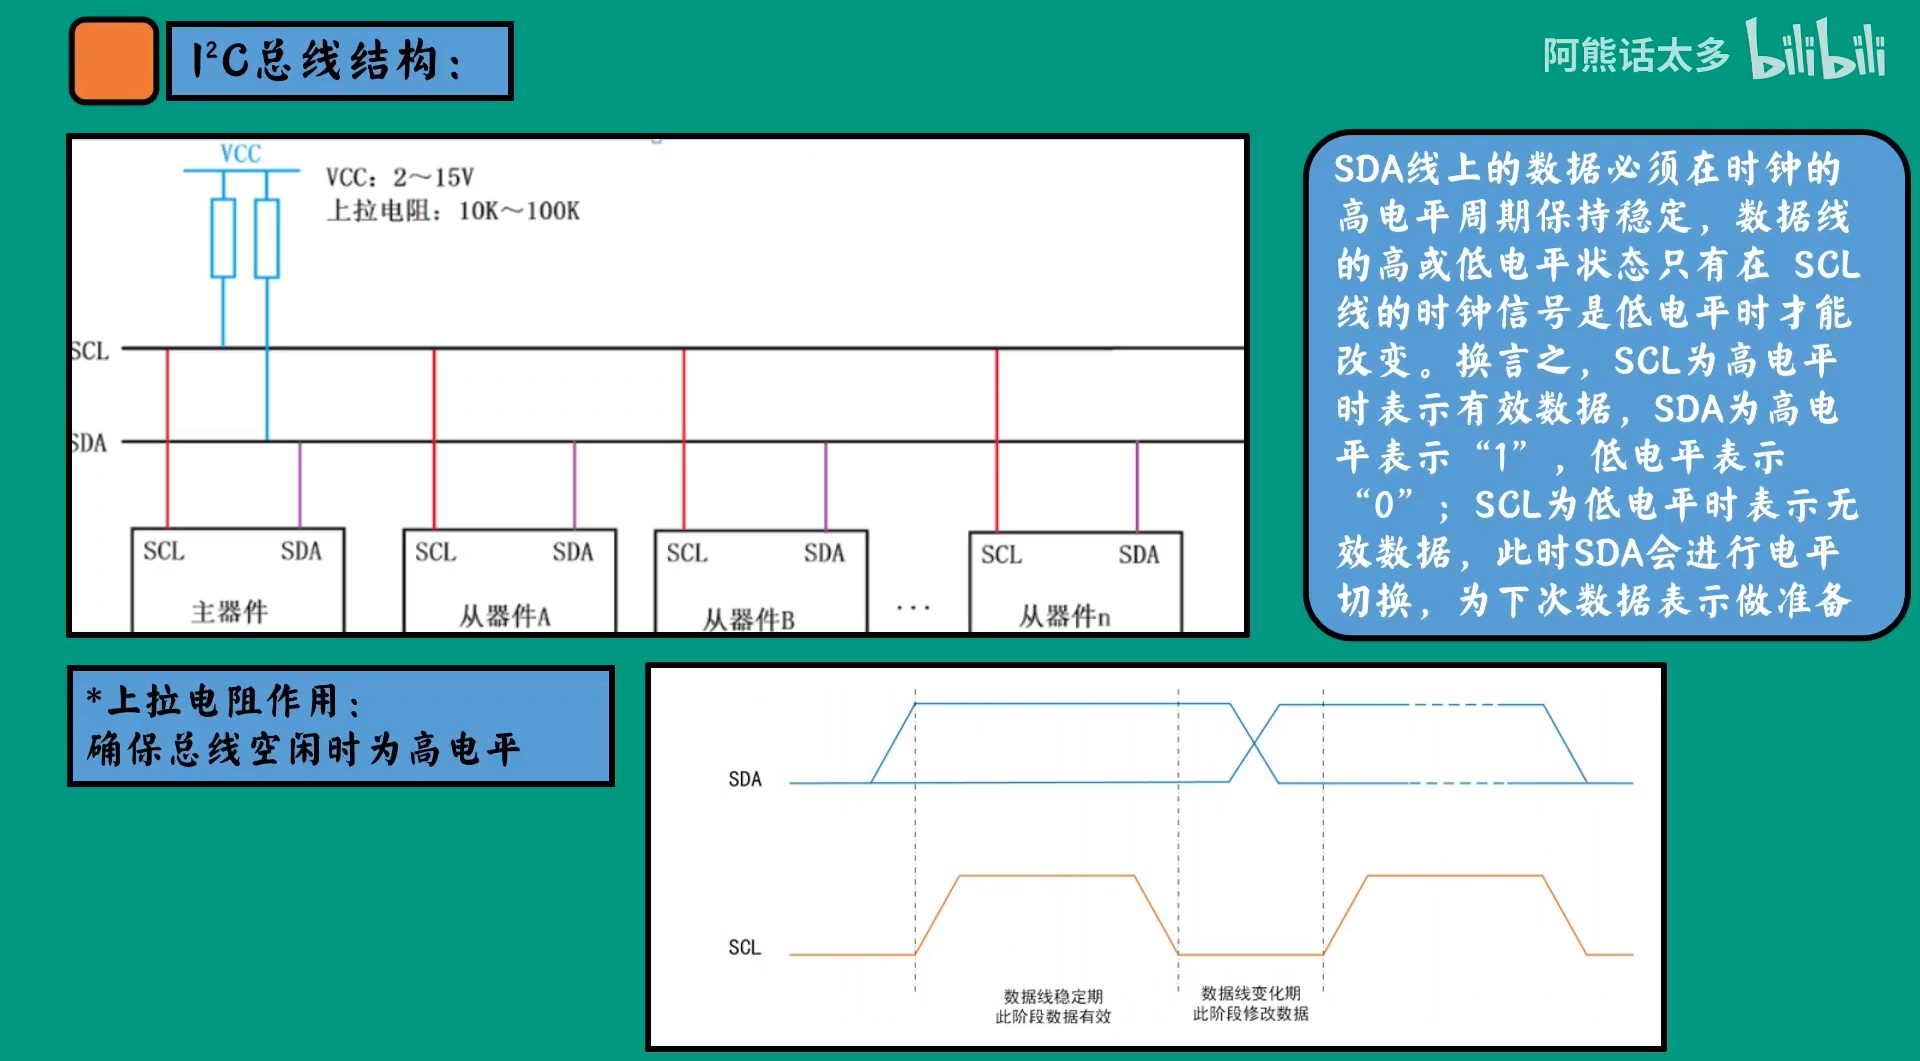 I²C总线结构：
阿熊话太多 bilibili
VCC
VCC：2～15V
上拉电阻：10K～100K
SCL
SDA
SCL SDA
主器件
SCL SDA
从器件A
SCL SDA
从器件B
...
SCL SDA
从器件n
SDA线上的数据必须在时钟的
高电平周期保持稳定，数据线
的高或低电平状态只有在 SCL
线的时钟信号是低电平时才能
改变。换言之，SCL为高电平
时表示有效数据，SDA为高电
平表示“1”，低电平表示
“0”；SCL为低电平时表示无
效数据，此时SDA会进行电平
切换，为下次数据表示做准备
*上拉电阻作用：
确保总线空闲时为高电平
SDA
SCL
数据线稳定期
此阶段数据有效
数据线变化期
此阶段修改数据